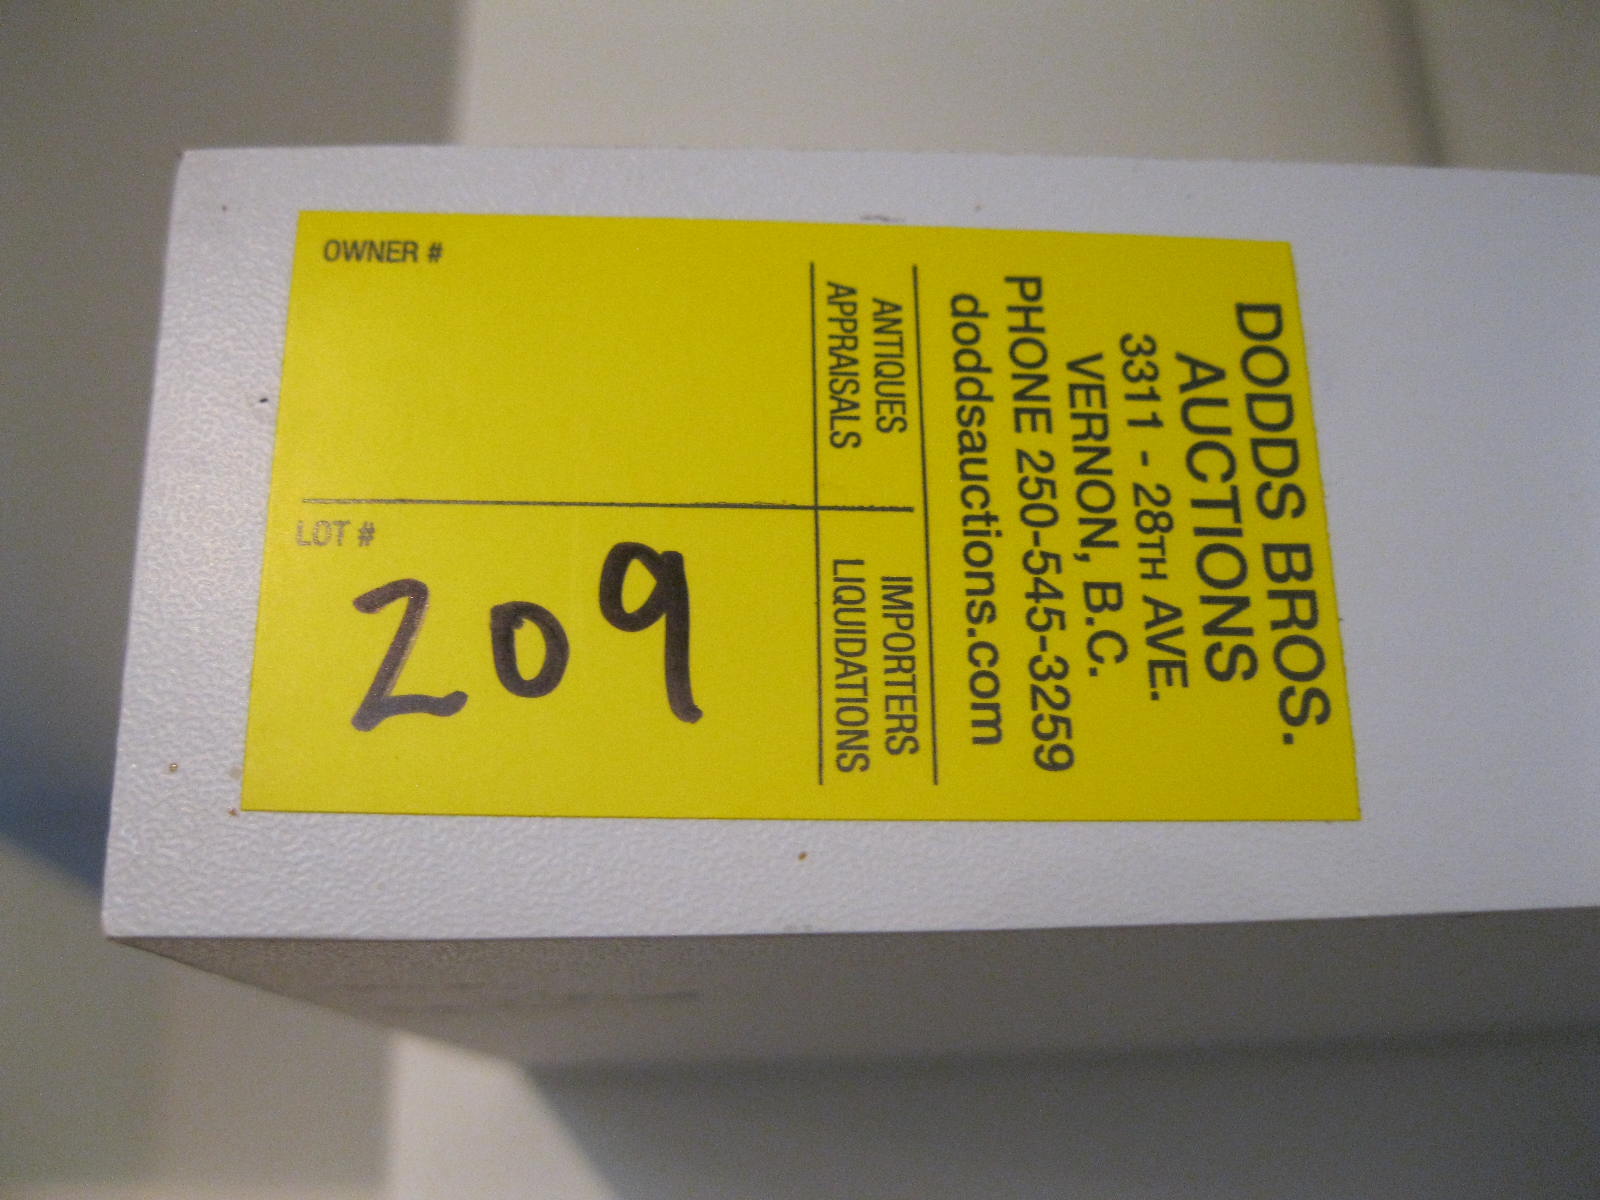 DODDS BROS.
AUCTIONS
3311 - 28TH AVE.
VERNON, B.C.
PHONE 250-545-3259
doddsauctions.com
ANTIQUES
APPRAISALS
IMPORTERS
LIQUIDATIONS
OWNER #
LOT #
209